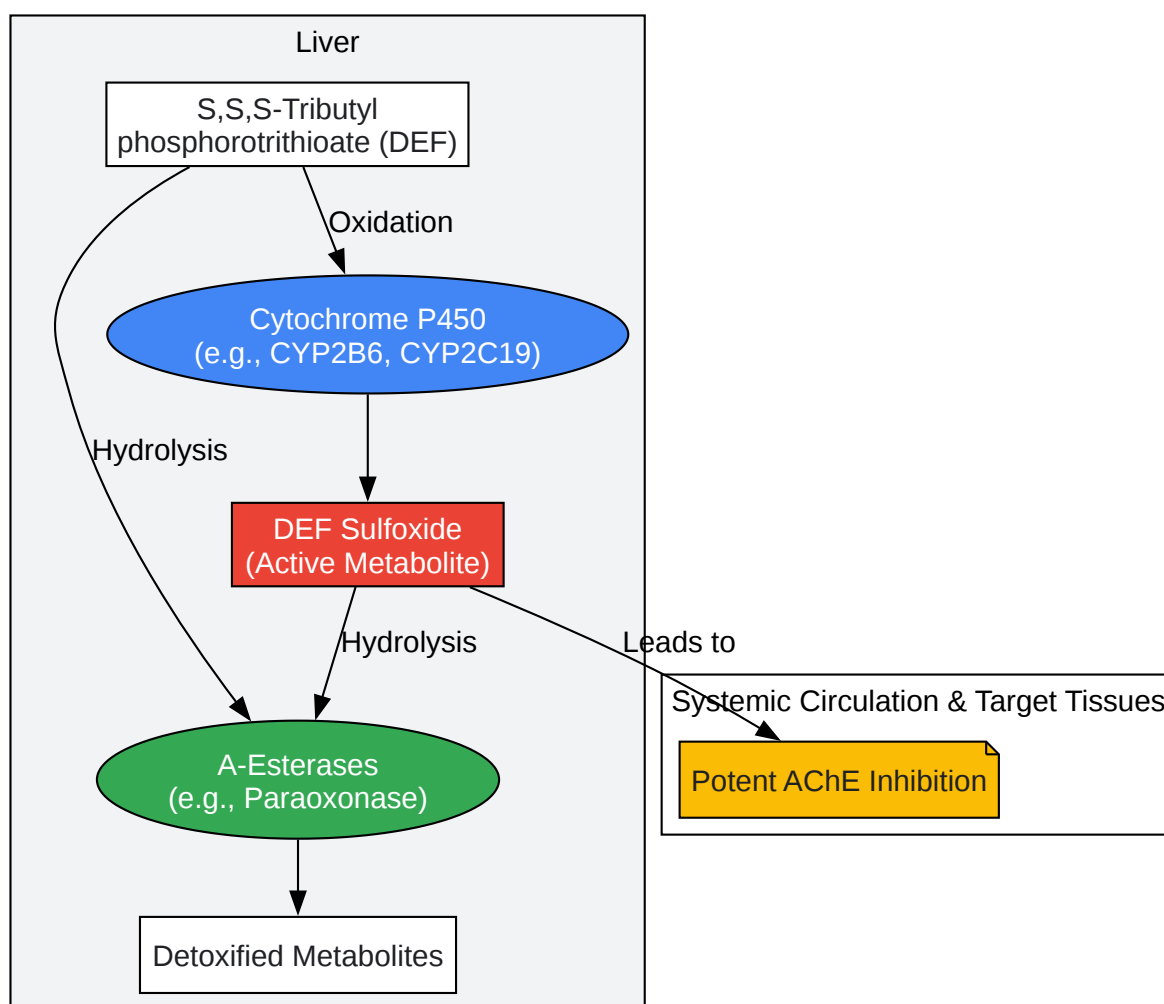 Liver
S,S,S-Tributyl
phosphorotrithioate (DEF)
Oxidation
Cytochrome P450
(e.g., CYP2B6, CYP2C19)
Hydrolysis
DEF Sulfoxide
(Active Metabolite)
Hydrolysis
Leads to
Systemic Circulation & Target Tissues
Potent AChE Inhibition
A-Esterases
(e.g., Paraoxonase)
Detoxified Metabolites